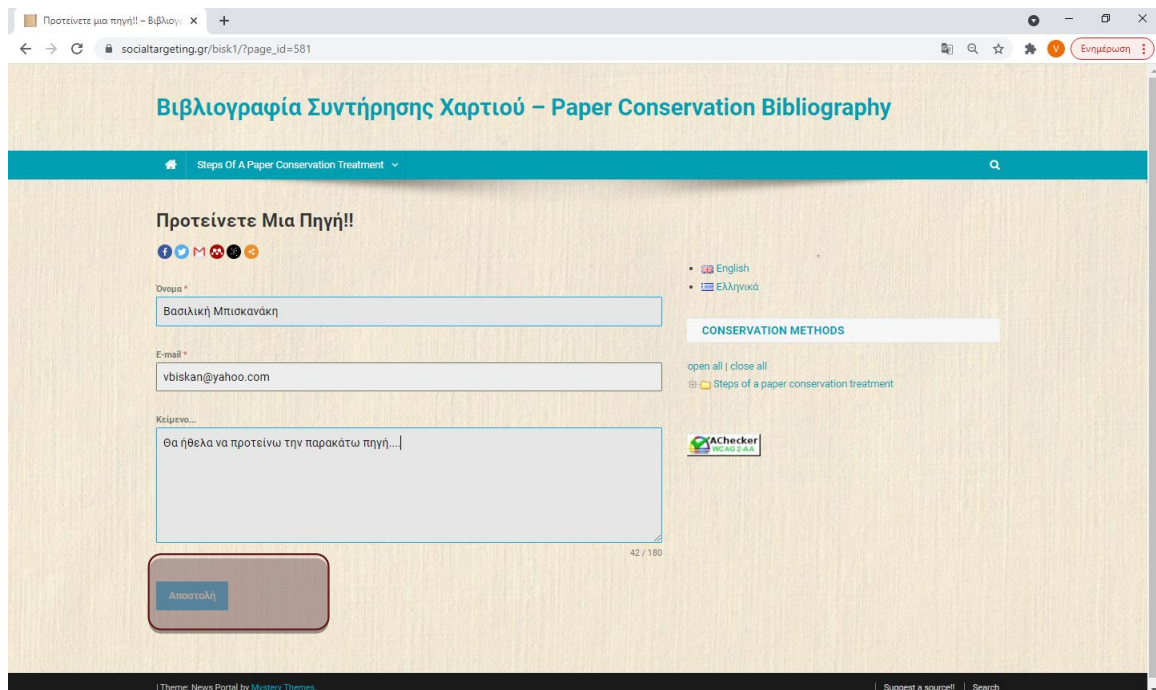 Προτείνετε μια πηγή!! – Βιβλιογρ
socialtargeting.gr/bisk1/?page_id=581
V
Ενημέρωση
Βιβλιογραφία Συντήρησης Χαρτιού – Paper Conservation Bibliography
Steps Of A Paper Conservation Treatment
Προτείνετε Μια Πηγή!!
English
Ελληνικά
Όνομα *
Βασιλική Μπισκανάκη
CONSERVATION METHODS
E-mail *
vbiskan@yahoo.com
open all | close all
Steps of a paper conservation treatment
Κείμενο...
Θα ήθελα να προτείνω την παρακάτω πηγή....
AChecker
WCAG 2-AA
42 / 180
Αποστολή
| Theme: News Portal by Mystery Themes.
| Suggest a source!! | Search